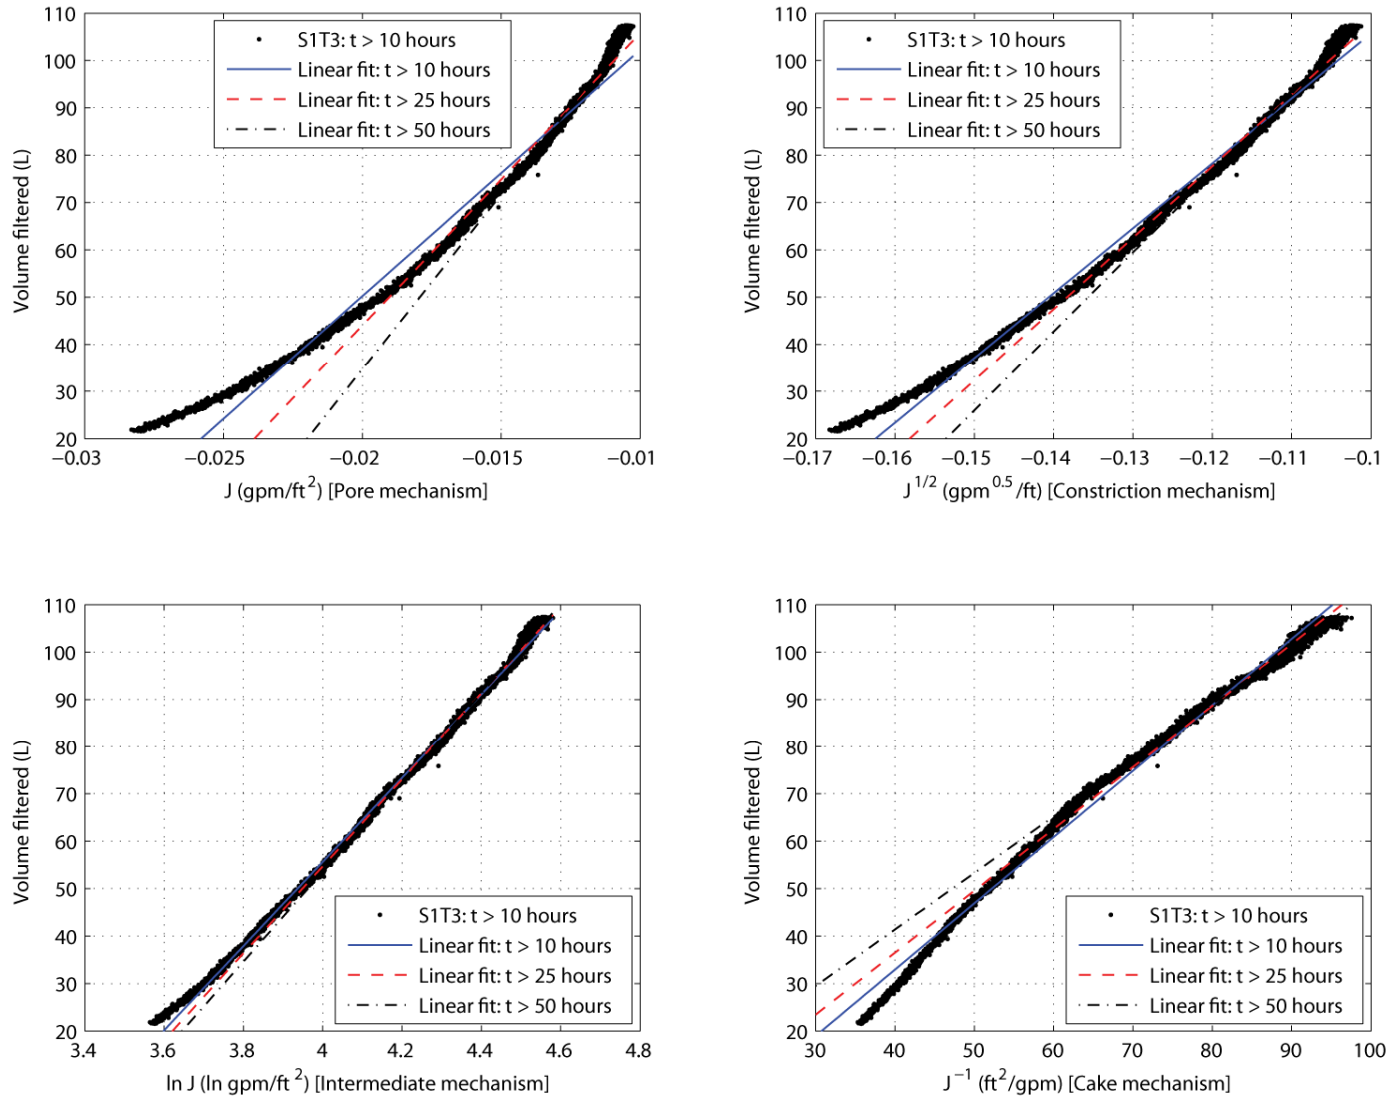 110
100
90
80
70
60
50
40
30
20
Volume filtered (L)
S1T3: t > 10 hours
Linear fit: t > 10 hours
Linear fit: t > 25 hours
Linear fit: t > 50 hours
−0.03 −0.025 −0.02 −0.015 −0.01
J (gpm/ft²) [Pore mechanism]
110
100
90
80
70
60
50
40
30
20
Volume filtered (L)
S1T3: t > 10 hours
Linear fit: t > 10 hours
Linear fit: t > 25 hours
Linear fit: t > 50 hours
−0.17 −0.16 −0.15 −0.14 −0.13 −0.12 −0.11 −0.1
J^1/2 (gpm^0.5/ft) [Constriction mechanism]
110
100
90
80
70
60
50
40
30
20
Volume filtered (L)
S1T3: t > 10 hours
Linear fit: t > 10 hours
Linear fit: t > 25 hours
Linear fit: t > 50 hours
3.4 3.6 3.8 4 4.2 4.4 4.6 4.8
ln J (ln gpm/ft²) [Intermediate mechanism]
110
100
90
80
70
60
50
40
30
20
Volume filtered (L)
S1T3: t > 10 hours
Linear fit: t > 10 hours
Linear fit: t > 25 hours
Linear fit: t > 50 hours
30 40 50 60 70 80 90 100
J⁻¹ (ft²/gpm) [Cake mechanism]